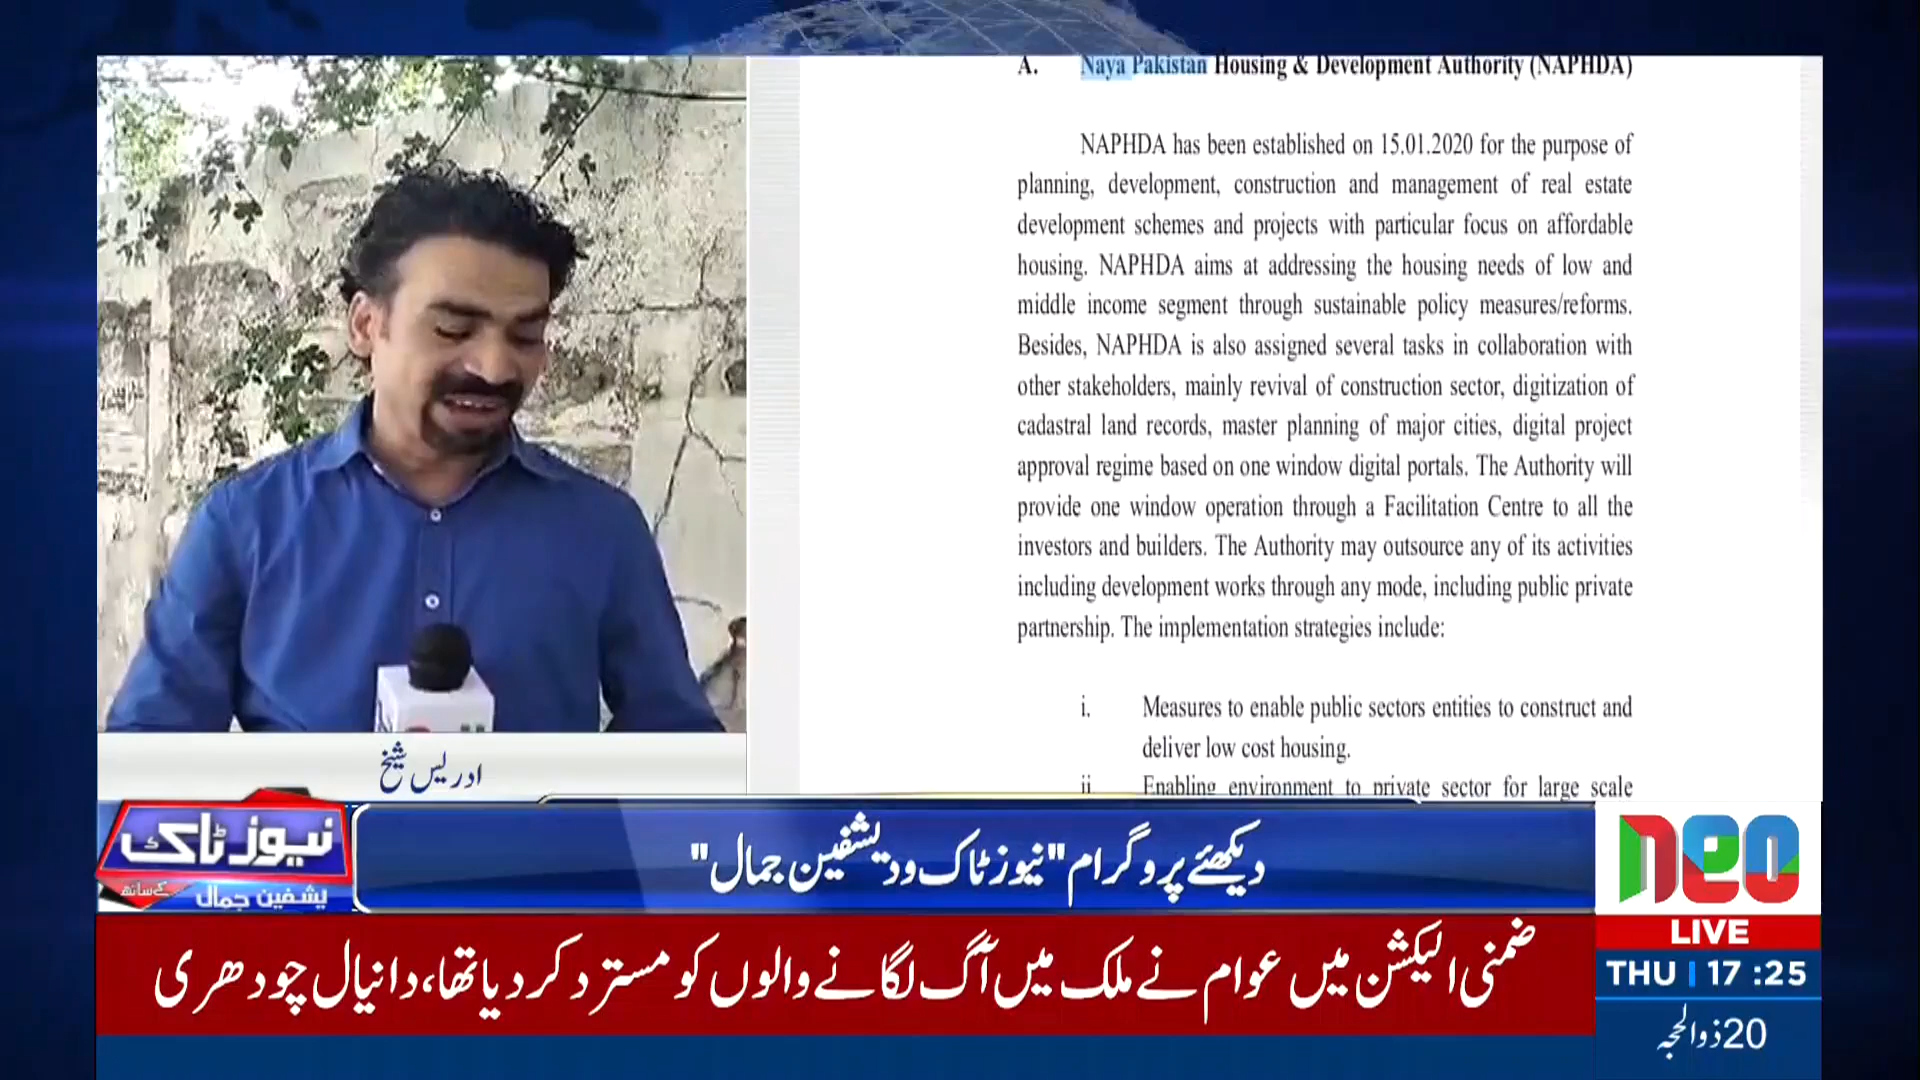 A. Naya Pakistan Housing & Development Authority (NAPHDA)
NAPHDA has been established on 15.01.2020 for the purpose of
planning, development, construction and management of real estate
development schemes and projects with particular focus on affordable
housing. NAPHDA aims at addressing the housing needs of low and
middle income segment through sustainable policy measures/reforms.
Besides, NAPHDA is also assigned several tasks in collaboration with
other stakeholders, mainly revival of construction sector, digitization of
cadastral land records, master planning of major cities, digital project
approval regime based on one window digital portals. The Authority will
provide one window operation through a Facilitation Centre to all the
investors and builders. The Authority may outsource any of its activities
including development works through any mode, including public private
partnership. The implementation strategies include:
i. Measures to enable public sectors entities to construct and
deliver low cost housing.
ii Enabling environment to private sector for large scale
ادریس شیخ
نیوز ٹاک
کے ساتھ یشفین جمال
دیکھئے پروگرام "نیوز ٹاک ود یشفین جمال"
ضمنی الیکشن میں عوام نے ملک میں آگ لگانے والوں کو مسترد کر دیا تھا، دانیال چودھری
neo
LIVE
THU | 17 : 25
20 ذوالحجہ